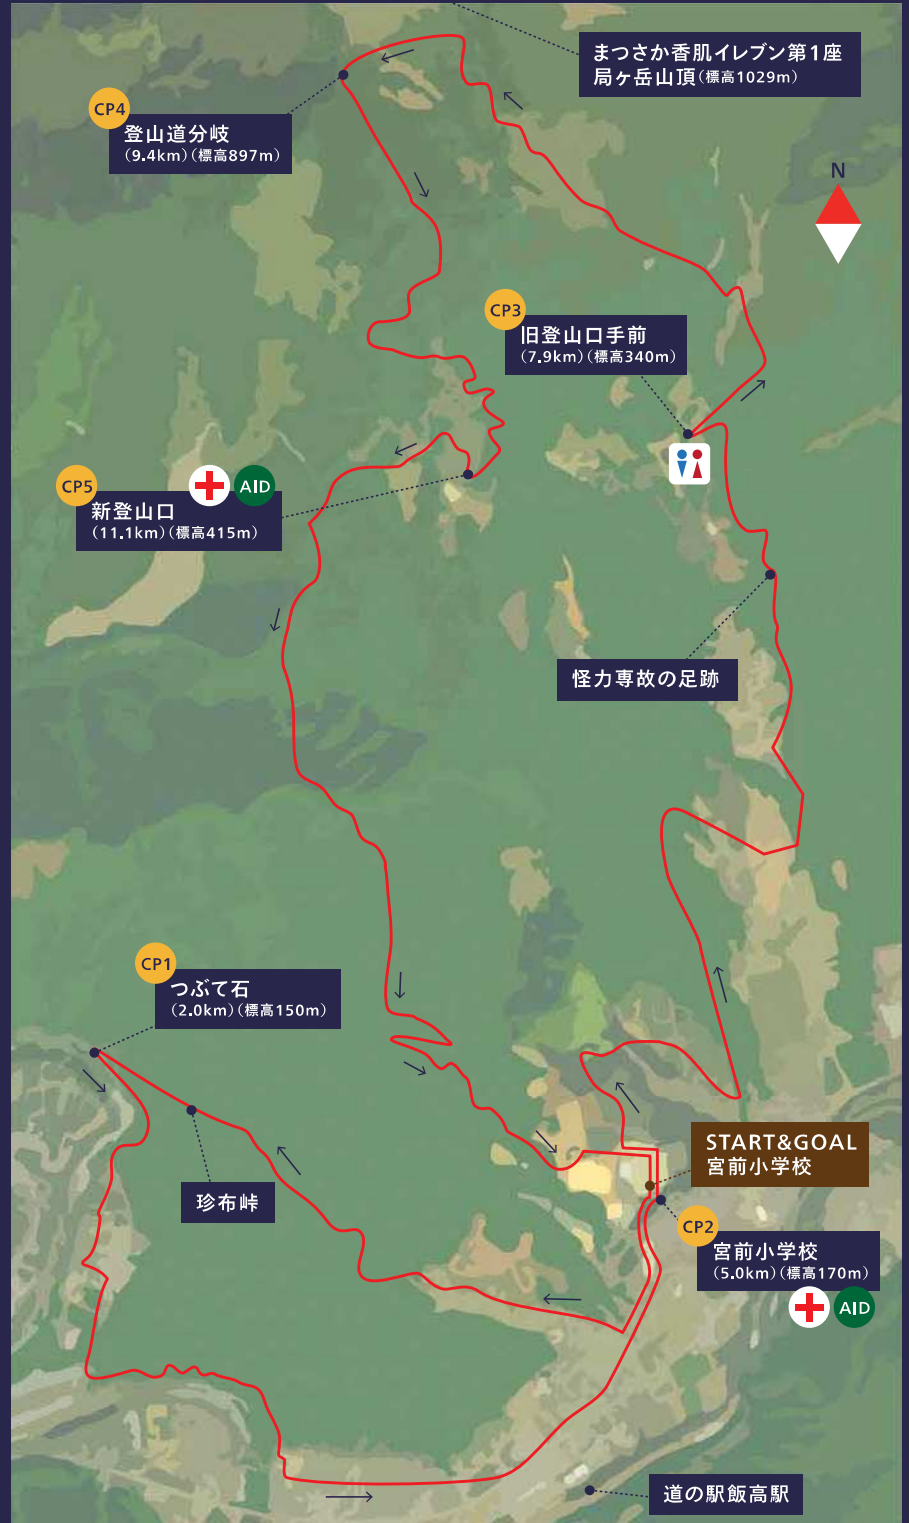 まつさか香肌イレブン第1座
局ヶ岳山頂(標高1029m)
CP4
登山道分岐
(9.4km)(標高897m)
N
CP3
旧登山口手前
(7.9km)(標高340m)
CP5
AID
新登山口
(11.1km)(標高415m)
怪力専故の足跡
CP1
つぶて石
(2.0km)(標高150m)
START&GOAL
宮前小学校
珍布峠
CP2
宮前小学校
(5.0km)(標高170m)
AID
道の駅飯高駅